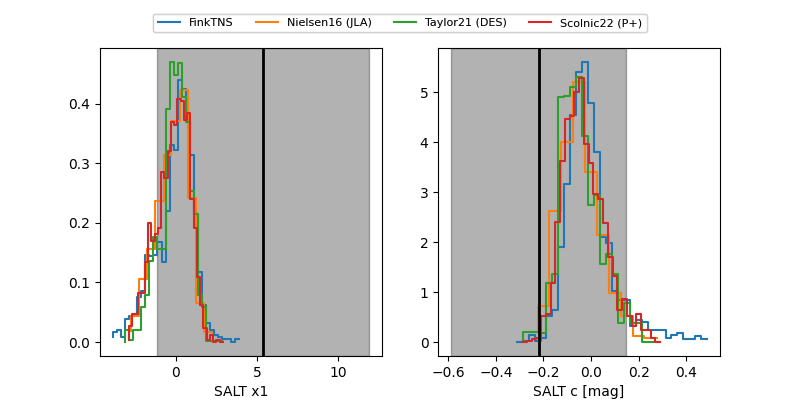 FinkTNS Nielsen16 (JLA) Taylor21 (DES) Scolnic22 (P+)
0.4
0.3
0.2
0.1
0.0
0 5 10
SALT x1
5
4
3
2
1
0
−0.6 −0.4 −0.2 0.0 0.2 0.4
SALT c [mag]